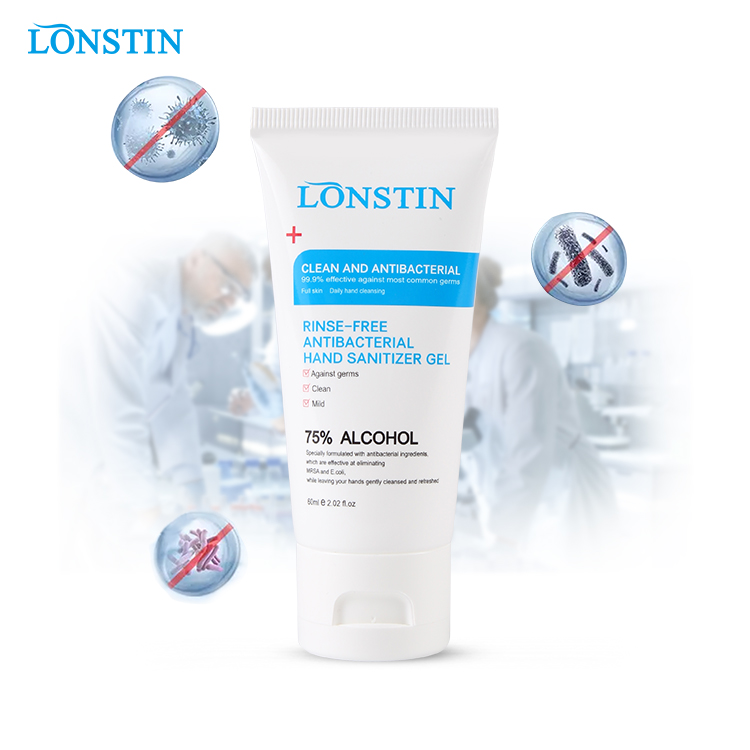 LONSTIN
LONSTIN
CLEAN AND ANTIBACTERIAL
99.9% effective against most common germs
Full skin Daily hand cleansing
RINSE-FREE
ANTIBACTERIAL
HAND SANITIZER GEL
Against germs
Clean
Mild
75% ALCOHOL
Specially formulated with antibacterial ingredients,
which are effective at eliminating
MRSA and E.coli,
while leaving your hands gently cleansed and refreshed
60ml e 2.02 fl.oz